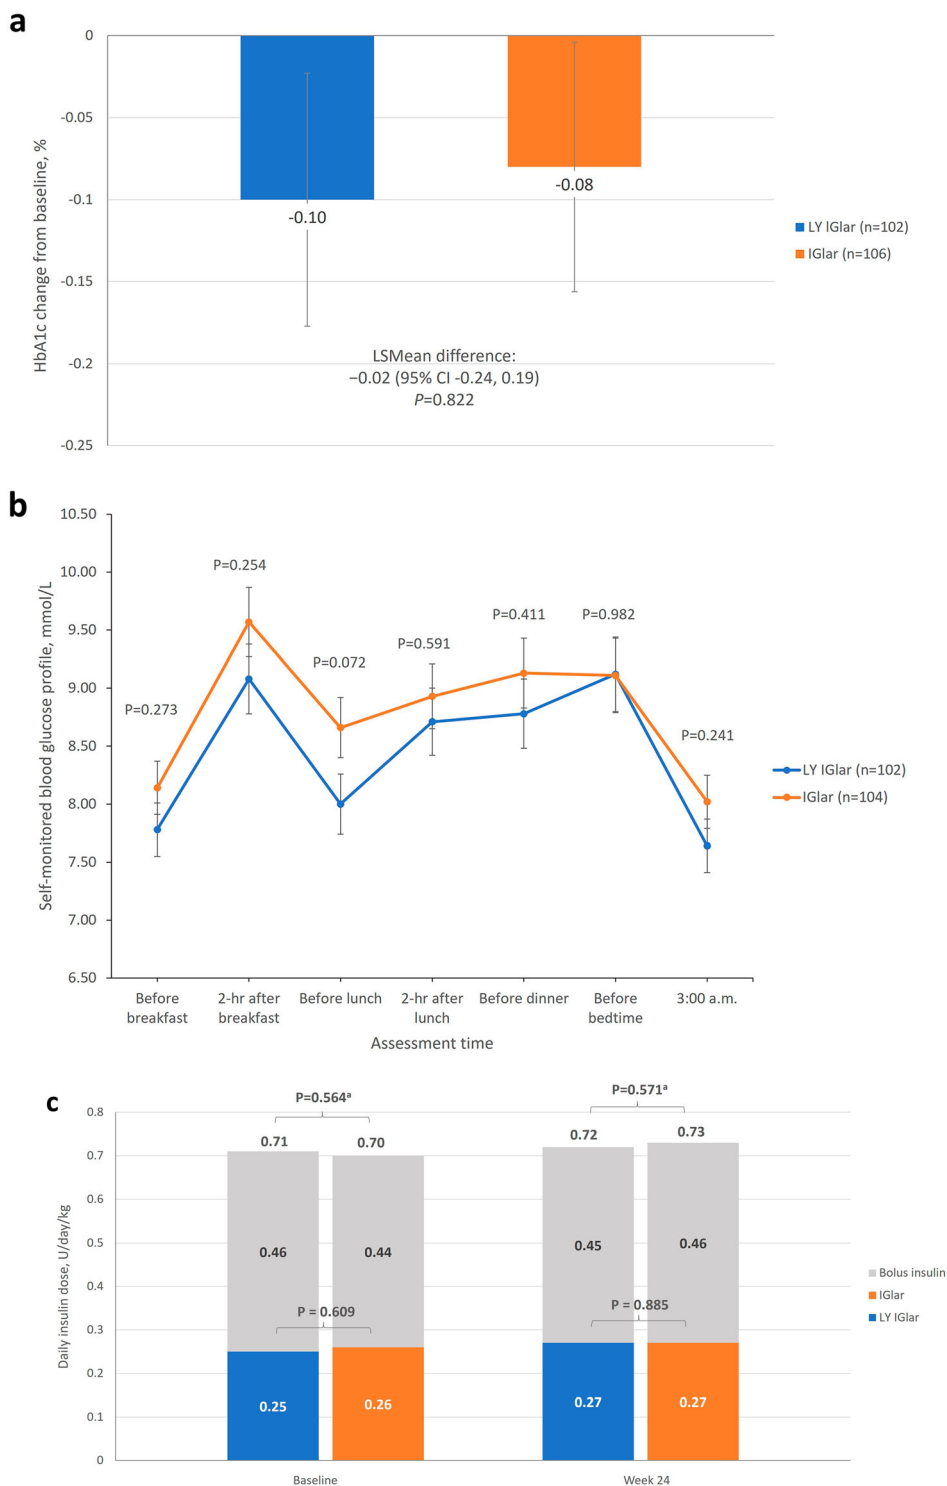 a
0
-0.05
-0.1
-0.15
-0.2
-0.25
HbA1c change from baseline, %
-0.10
-0.08
LSMean difference:
−0.02 (95% CI -0.24, 0.19)
P=0.822
LY IGlar (n=102)
IGlar (n=106)
b
10.50
10.00
9.50
9.00
8.50
8.00
7.50
7.00
6.50
Self-monitored blood glucose profile, mmol/L
P=0.273
P=0.254
P=0.072
P=0.591
P=0.411
P=0.982
P=0.241
LY IGlar (n=102)
IGlar (n=104)
Before breakfast
2-hr after breakfast
Before lunch
2-hr after lunch
Before dinner
Before bedtime
3:00 a.m.
Assessment time
c
0.8
0.7
0.6
0.5
0.4
0.3
0.2
0.1
0
Daily insulin dose, U/day/kg
P=0.564ª
P=0.571ª
0.71
0.70
0.72
0.73
0.46
0.44
0.45
0.46
P = 0.609
P = 0.885
0.25
0.26
0.27
0.27
Baseline
Week 24
Bolus insulin
IGlar
LY IGlar